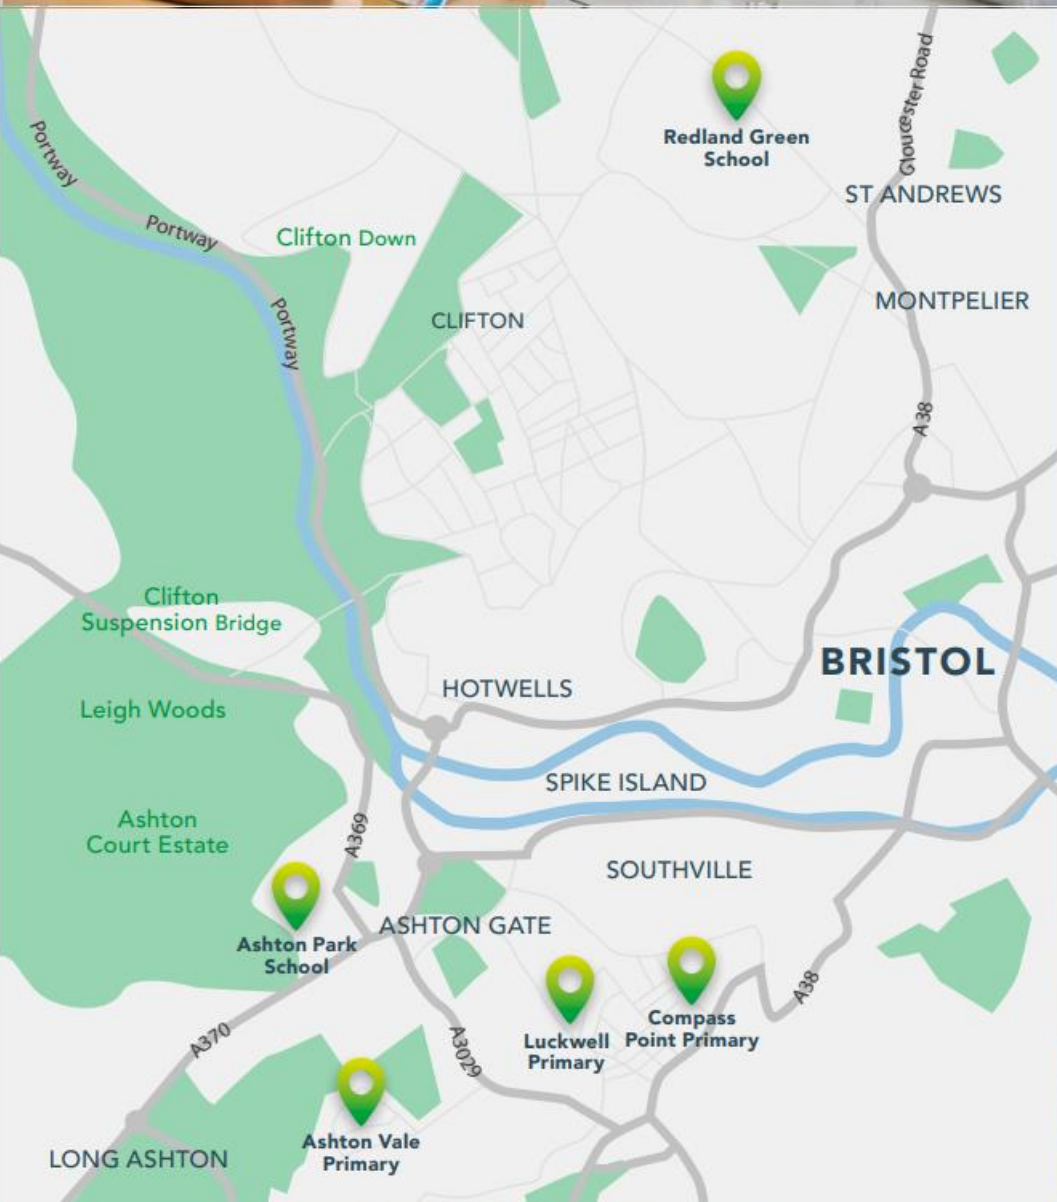 Gloucester Road
Redland Green
School
Portway
ST ANDREWS
Portway
Clifton Down
MONTPELIER
Portway
CLIFTON
A38
Clifton
Suspension Bridge
BRISTOL
HOTWELLS
Leigh Woods
SPIKE ISLAND
Ashton
Court Estate
A369
SOUTHVILLE
ASHTON GATE
Ashton Park
School
A38
Compass
Point Primary
Luckwell
Primary
A370
A3029
Ashton Vale
Primary
LONG ASHTON